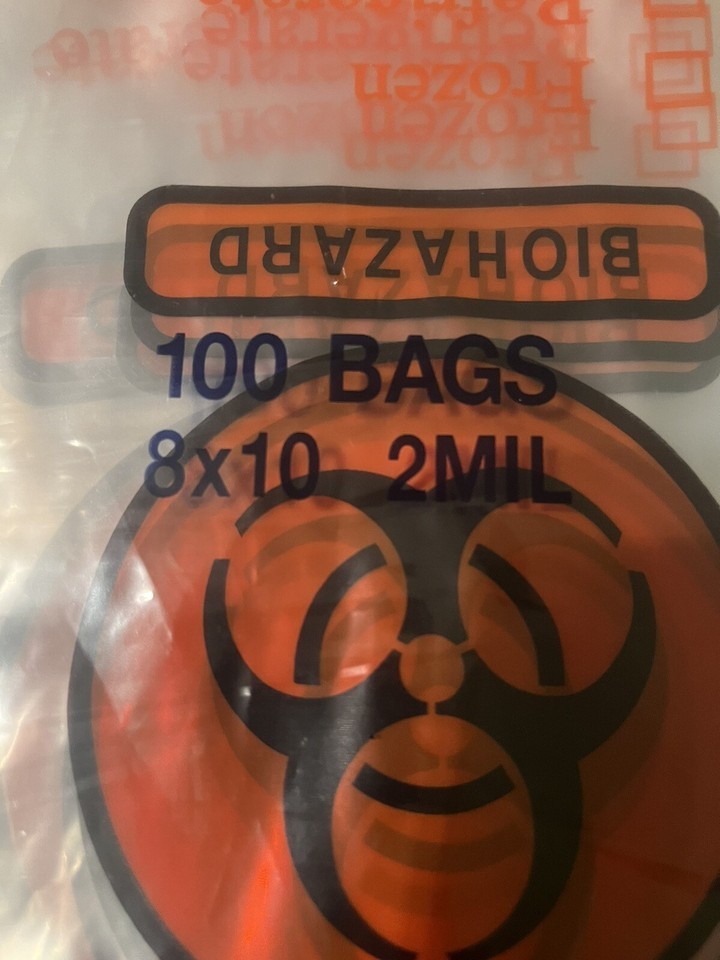 Refrigerate
Frozen
BIOHAZARD
100 BAGS
8x10 2MIL